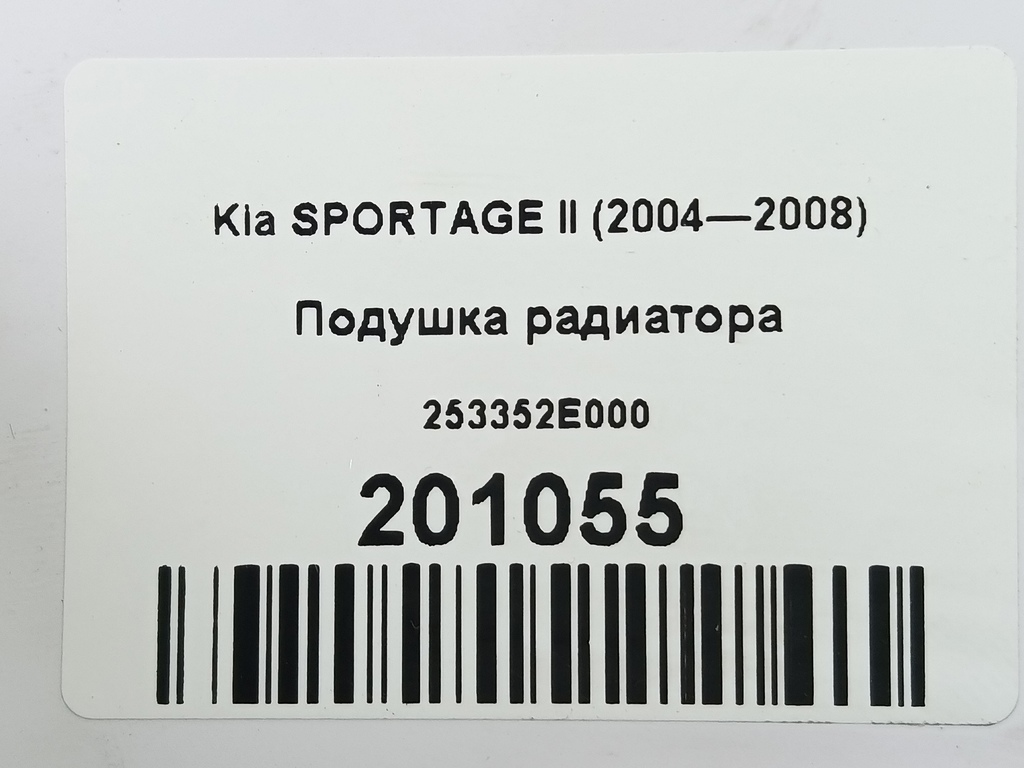 Kia SPORTAGE II (2004—2008)
Подушка радиатора
253352E000
201055